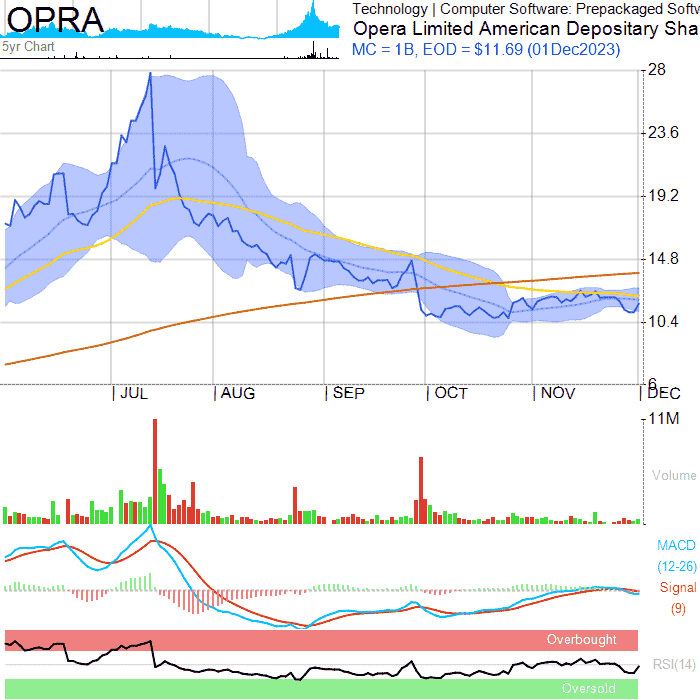 OPRA
5yr Chart
Technology | Computer Software: Prepackaged Softw
Opera Limited American Depositary Sha
MC = 1B, EOD = $11.69 (01Dec2023)
28
23.6
19.2
14.8
10.4
6
JUL AUG SEP OCT NOV DEC
11M
Volume
MACD
(12-26)
Signal
(9)
Overbought
RSI(14)
Oversold